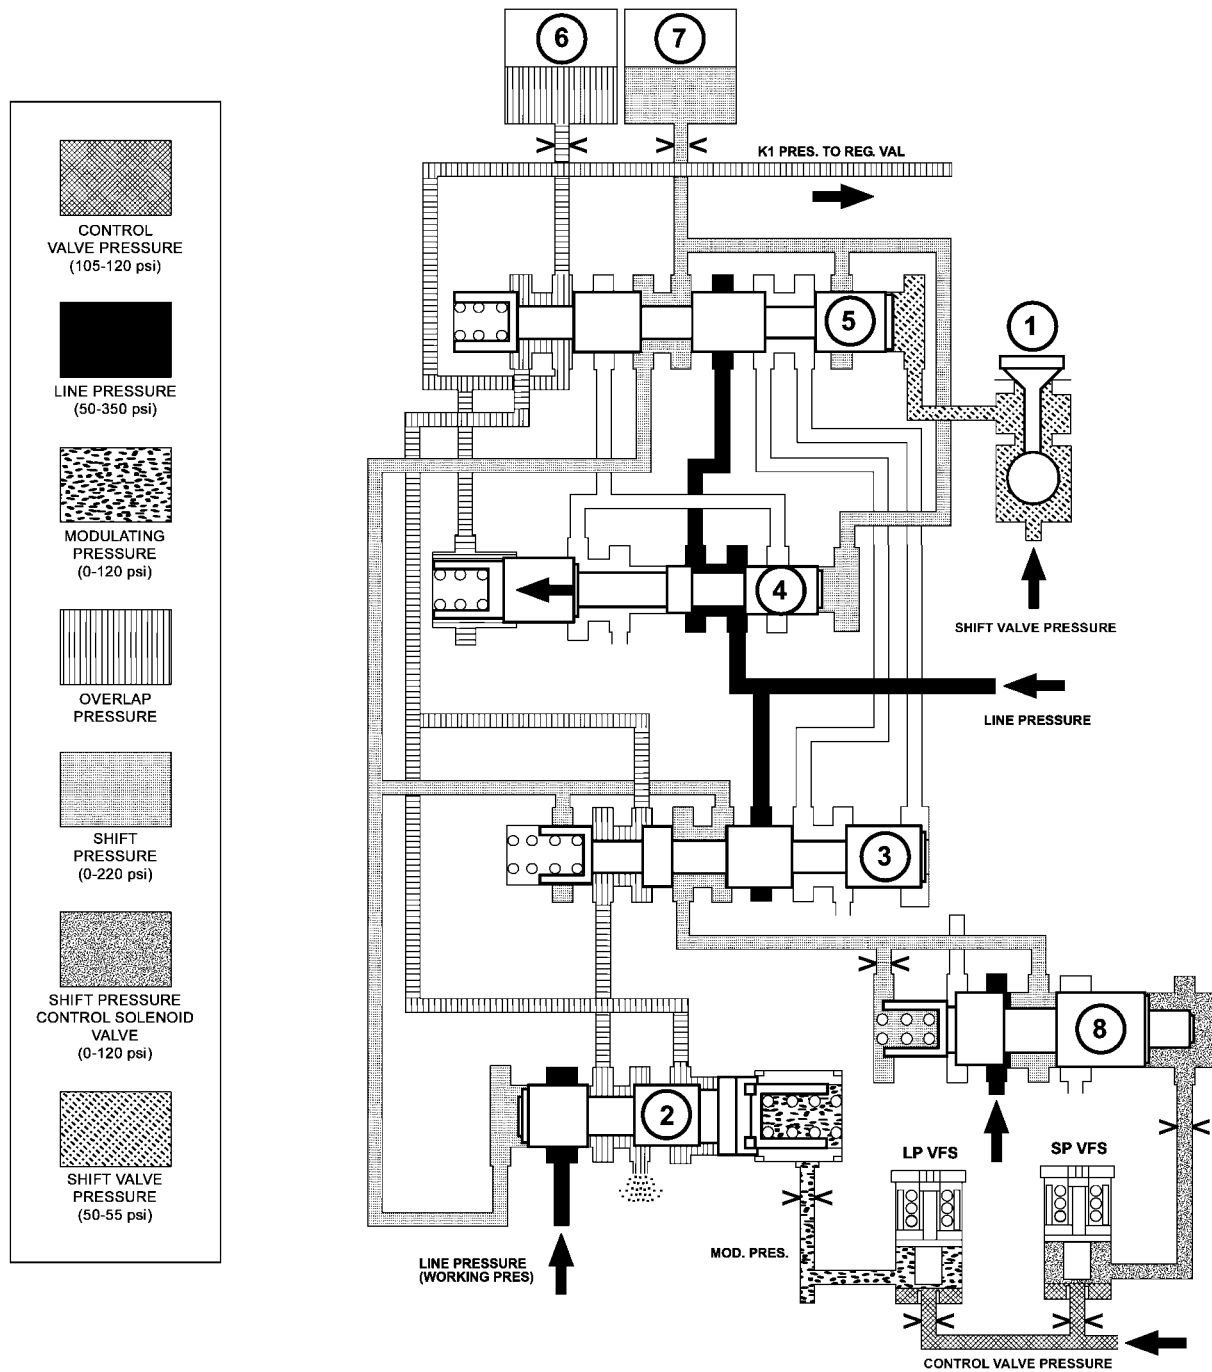 CONTROL
VALVE PRESSURE
(105-120 psi)
LINE PRESSURE
(50-350 psi)
MODULATING
PRESSURE
(0-120 psi)
OVERLAP
PRESSURE
SHIFT
PRESSURE
(0-220 psi)
SHIFT PRESSURE
CONTROL SOLENOID
VALVE
(0-120 psi)
SHIFT VALVE
PRESSURE
(50-55 psi)
6
7
K1 PRES. TO REG. VAL
5
1
SHIFT VALVE PRESSURE
4
LINE PRESSURE
3
8
2
LP VFS
SP VFS
MOD. PRES.
LINE PRESSURE
(WORKING PRES)
CONTROL VALVE PRESSURE